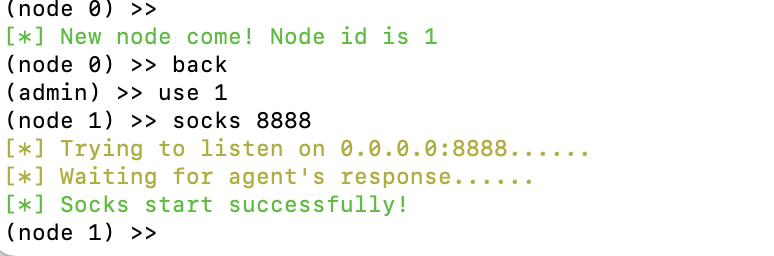 (node 0) >>
[*] New node come! Node id is 1
(node 0) >> back
(admin) >> use 1
(node 1) >> socks 8888
[*] Trying to listen on 0.0.0.0:8888......
[*] Waiting for agent's response......
[*] Socks start successfully!
(node 1) >>